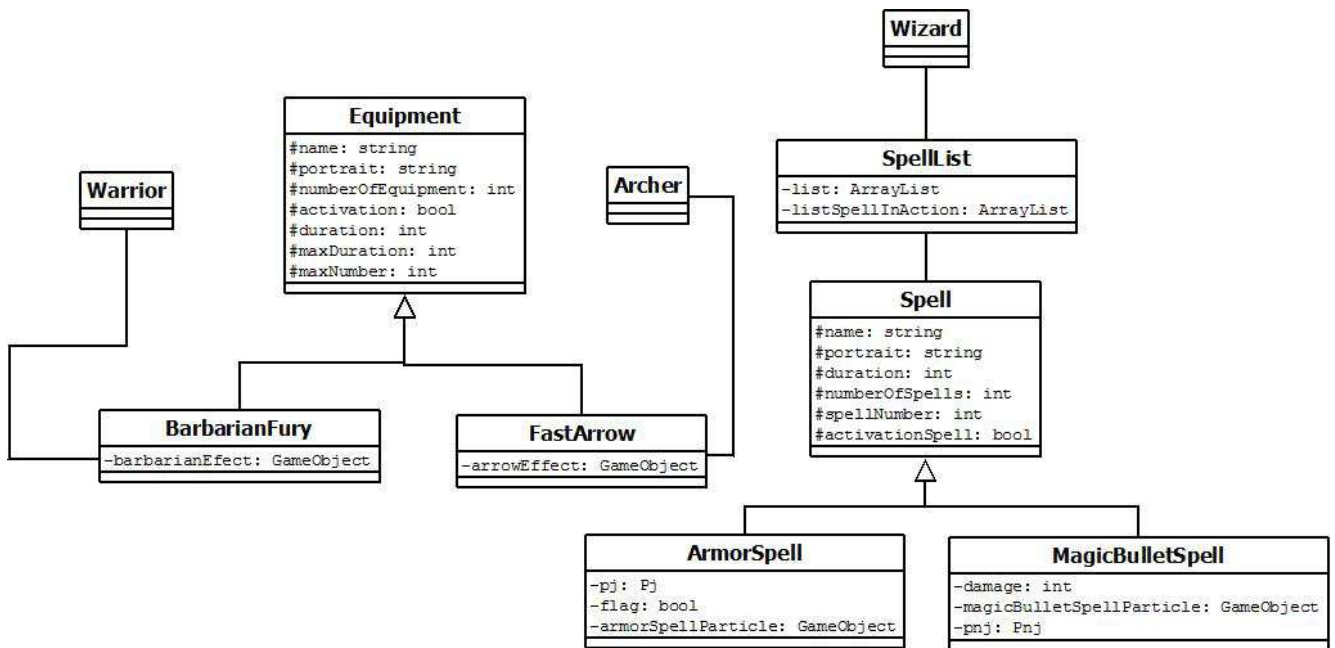 Wizard
Equipment
#name: string
#portrait: string
#numberOfEquipment: int
#activation: bool
#duration: int
#maxDuration: int
#maxNumber: int
Warrior
Archer
SpellList
-list: ArrayList
-listSpellInAction: ArrayList
Spell
#name: string
#portrait: string
#duration: int
#numberOfSpells: int
#spellNumber: int
#activationSpell: bool
BarbarianFury
-barbarianEfect: GameObject
FastArrow
-arrowEffect: GameObject
ArmorSpell
-pj: Pj
-flag: bool
-armorSpellParticle: GameObject
MagicBulletSpell
-damage: int
-magicBulletSpellParticle: GameObject
-pnj: Pnj